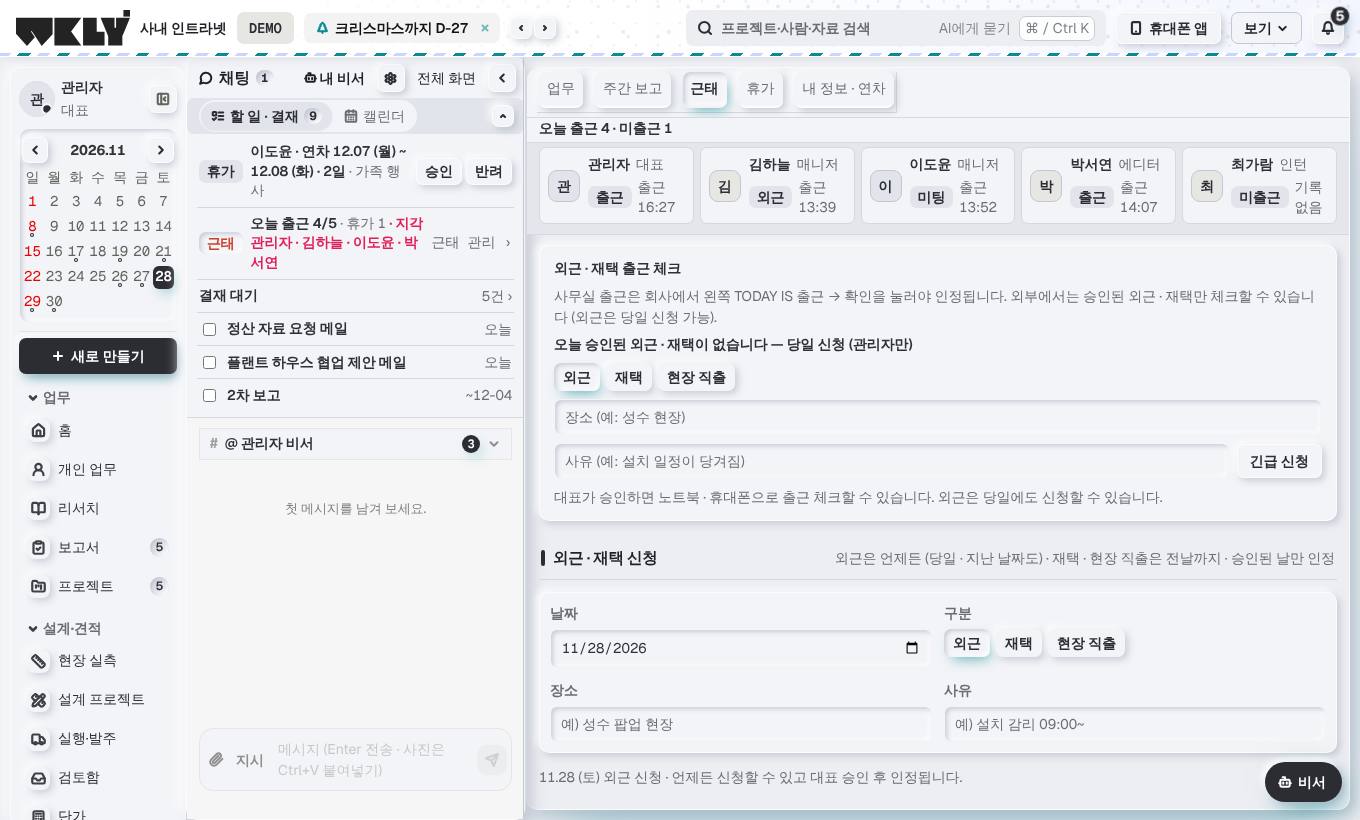 WKLY 사내 인트라넷 DEMO 크리스마스까지 D-27 × ‹ › 프로젝트·사람·자료 검색 AI에게 묻기 ⌘ / Ctrl K 휴대폰 앱 보기 5
관 관리자
대표
2026.11
일 월 화 수 목 금 토
1 2 3 4 5 6 7
8 9 10 11 12 13 14
15 16 17 18 19 20 21
22 23 24 25 26 27 28
29 30
+ 새로 만들기
업무
홈
개인 업무
리서치
보고서 5
프로젝트 5
설계·견적
현장 실측
설계 프로젝트
실행·발주
검토함
단가
채팅 1 내 비서 전체 화면
할 일 · 결재 9 캘린더
휴가 이도윤 · 연차 12.07 (월) ~
12.08 (화) · 2일 · 가족 행
사
승인 반려
근태 오늘 출근 4/5 · 휴가 1 · 지각
관리자 · 김하늘 · 이도윤 · 박
서연
근태 관리 ›
결재 대기 5건 ›
정산 자료 요청 메일 오늘
플랜트 하우스 협업 제안 메일 오늘
2차 보고 ~12-04
# @ 관리자 비서 3
첫 메시지를 남겨 보세요.
지시 메시지 (Enter 전송 · 사진은
Ctrl+V 붙여넣기)
업무 주간 보고 근태 휴가 내 정보 · 연차
오늘 출근 4 · 미출근 1
관 관리자 대표
출근 출근
16:27
김 김하늘 매니저
외근 출근
13:39
이 이도윤 매니저
미팅 출근
13:52
박 박서연 에디터
출근 출근
14:07
최 최가람 인턴
미출근 기록
없음
외근 · 재택 출근 체크
사무실 출근은 회사에서 왼쪽 TODAY IS 출근 → 확인을 눌러야 인정됩니다. 외부에서는 승인된 외근 · 재택만 체크할 수 있습니
다 (외근은 당일 신청 가능).
오늘 승인된 외근 · 재택이 없습니다 — 당일 신청 (관리자만)
외근 재택 현장 직출
장소 (예: 성수 현장)
사유 (예: 설치 일정이 당겨짐) 긴급 신청
대표가 승인하면 노트북 · 휴대폰으로 출근 체크할 수 있습니다. 외근은 당일에도 신청할 수 있습니다.
외근 · 재택 신청 외근은 언제든 (당일 · 지난 날짜도) · 재택 · 현장 직출은 전날까지 · 승인된 날만 인정
날짜 구분
11/28/2026 외근 재택 현장 직출
장소 사유
예) 성수 팝업 현장 예) 설치 감리 09:00~
11.28 (토) 외근 신청 · 언제든 신청할 수 있고 대표 승인 후 인정됩니다.
비서